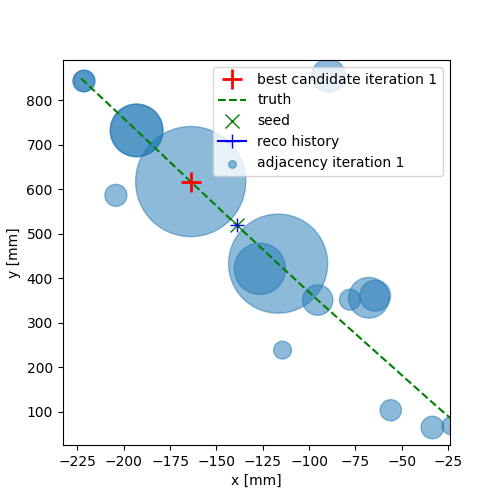 best candidate iteration 1
truth
seed
reco history
adjacency iteration 1
y [mm]
800
700
600
500
400
300
200
100
−225 −200 −175 −150 −125 −100 −75 −50 −25
x [mm]